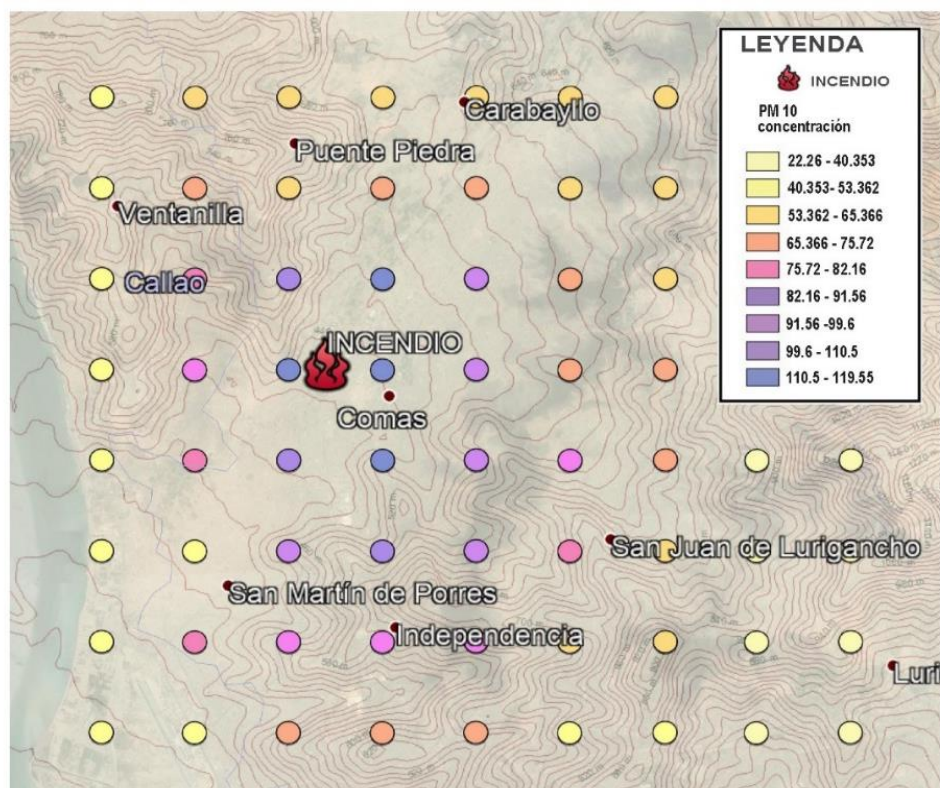 LEYENDA
INCENDIO
PM 10
concentración
22.26 - 40.353
40.353- 53.362
53.362 - 65.366
65.366 - 75.72
75.72 - 82.16
82.16 - 91.56
91.56 -99.6
99.6 - 110.5
110.5 - 119.55
Carabayllo
Puente Piedra
Ventanilla
Callao
INCENDIO
Comas
San Juan de Lurigancho
San Martín de Porres
Independencia
Luri